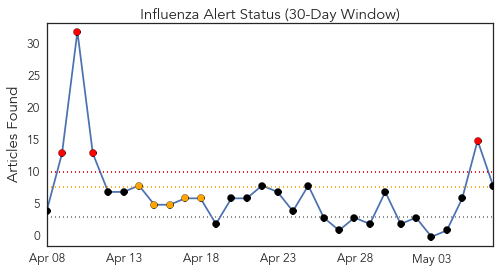 Influenza Alert Status (30-Day Window)
Articles Found
30
25
20
15
10
5
0
Apr 08
Apr 13
Apr 18
Apr 23
Apr 28
May 03